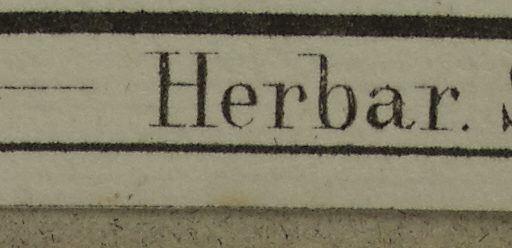 — Herbar.